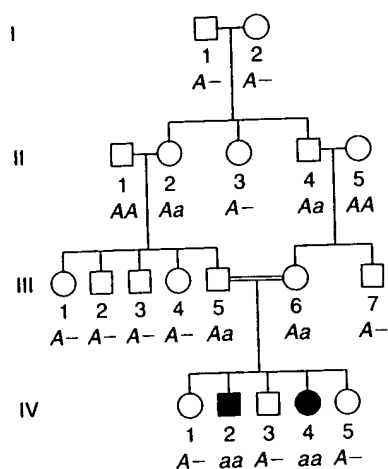 I
1 2
A– A–
II
1 2 3 4 5
AA Aa A– Aa AA
III
1 2 3 4 5 6 7
A– A– A– A– Aa Aa A–
IV
1 2 3 4 5
A– aa A– aa A–